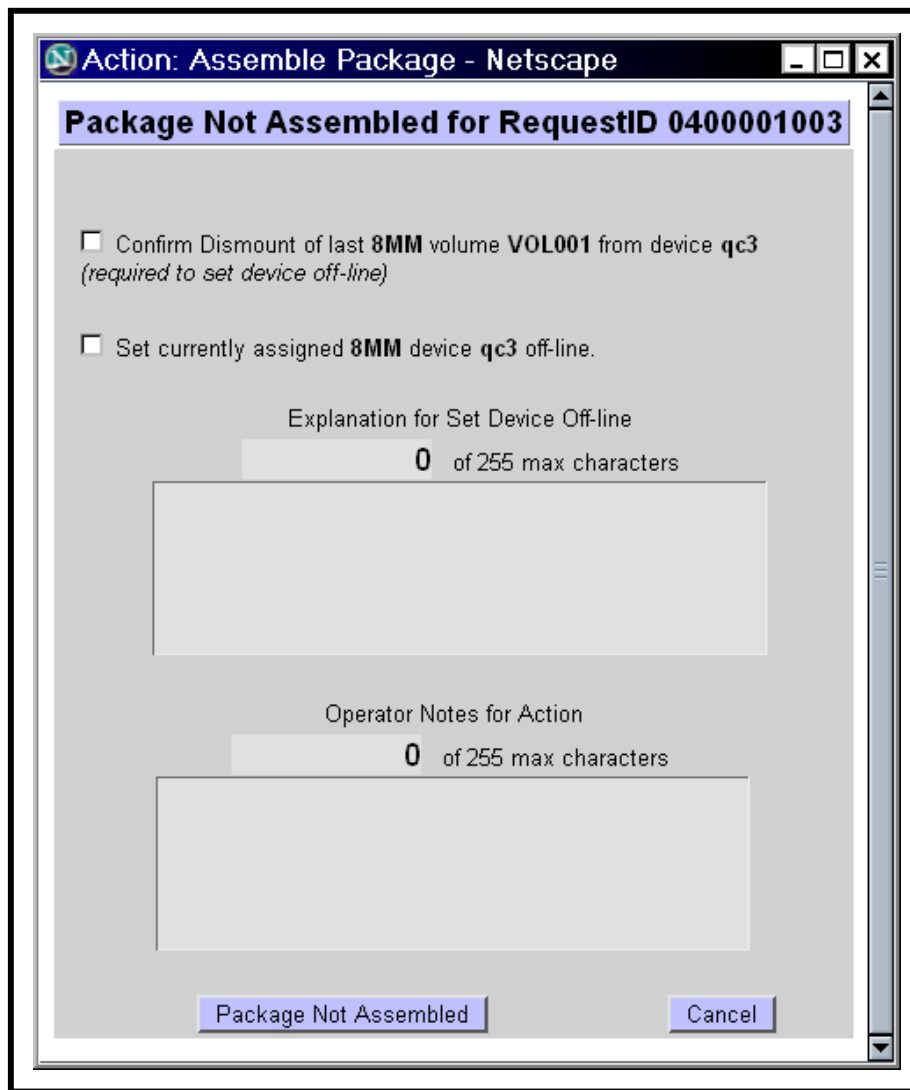 Action: Assemble Package - Netscape
Package Not Assembled for RequestID 0400001003
Confirm Dismount of last 8MM volume VOL001 from device qc3
(required to set device off-line)
Set currently assigned 8MM device qc3 off-line.
Explanation for Set Device Off-line
0 of 255 max characters
Operator Notes for Action
0 of 255 max characters
Package Not Assembled Cancel